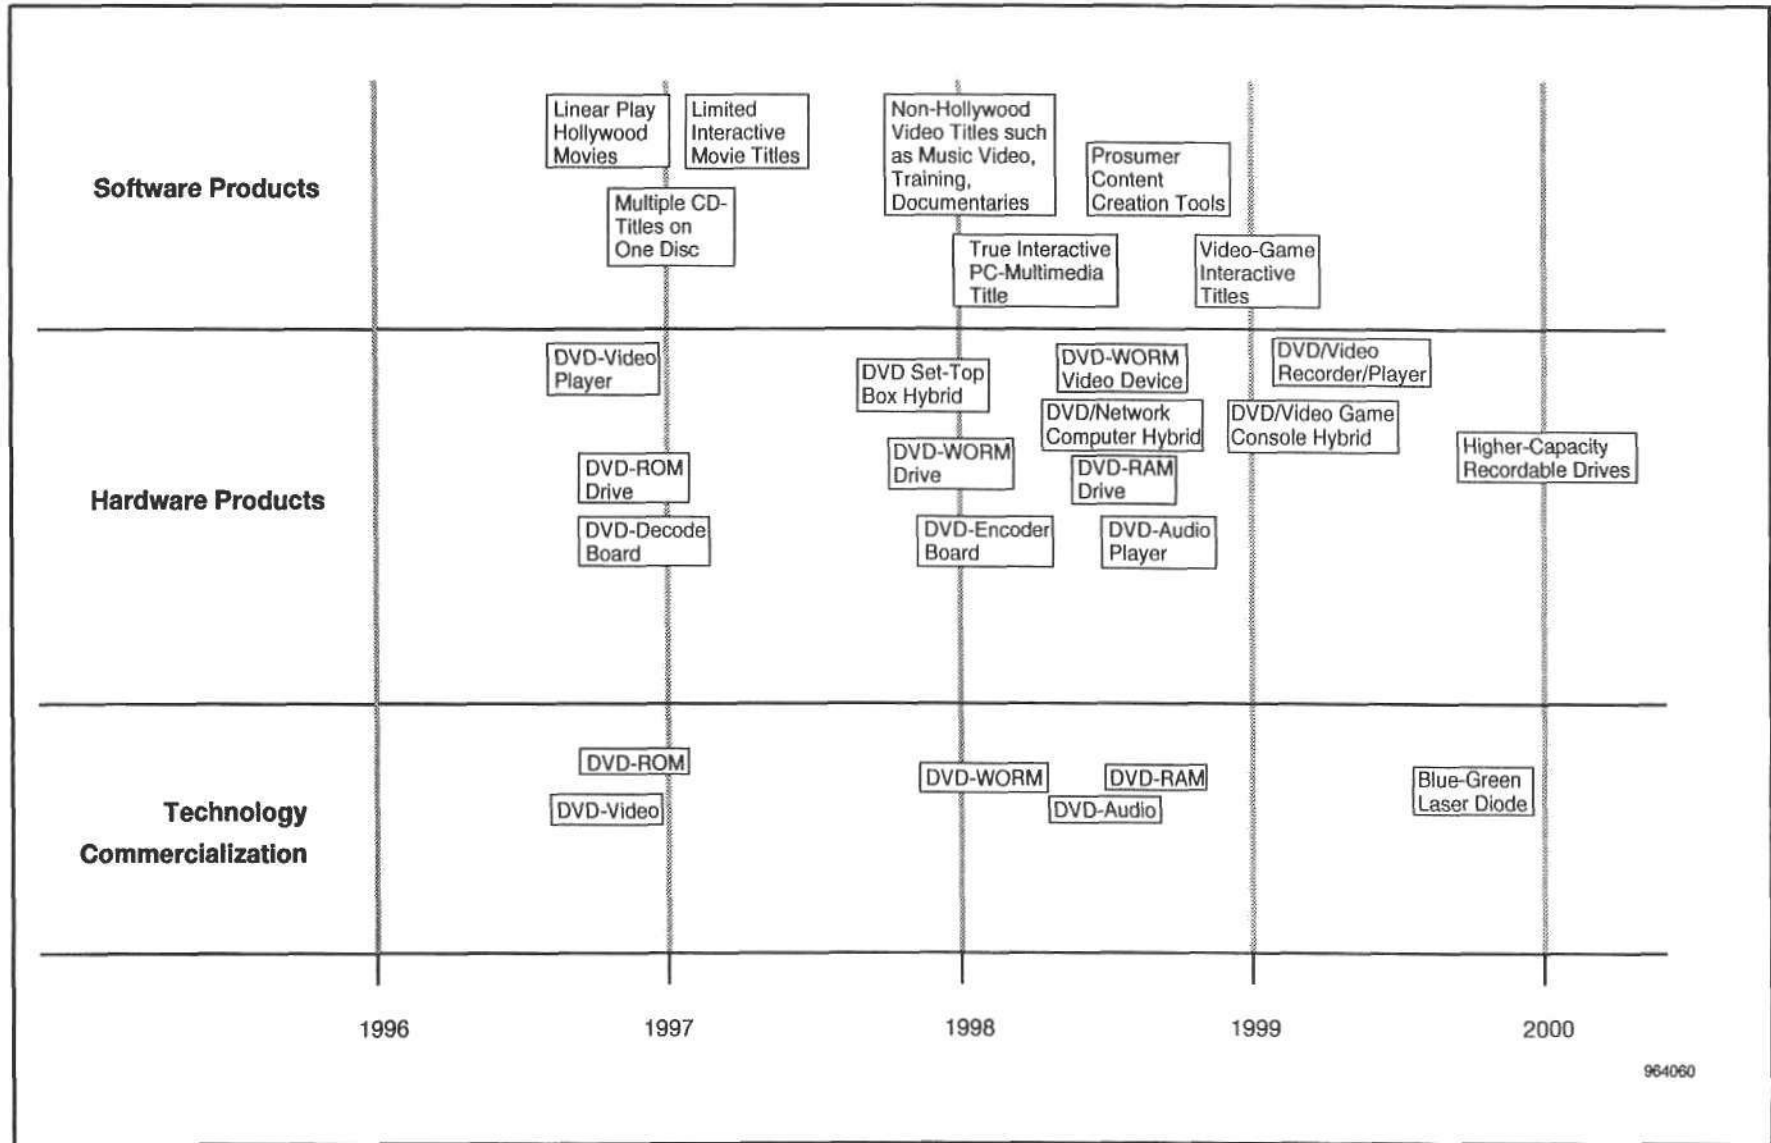 Software Products
Linear Play
Hollywood
Movies
Limited
Interactive
Movie Titles
Multiple CD-
Titles on
One Disc
Non-Hollywood
Video Titles such
as Music Video,
Training,
Documentaries
Prosumer
Content
Creation Tools
True Interactive
PC-Multimedia
Title
Video-Game
Interactive
Titles
Hardware Products
DVD-Video
Player
DVD-ROM
Drive
DVD-Decode
Board
DVD Set-Top
Box Hybrid
DVD-WORM
Drive
DVD-Encoder
Board
DVD-WORM
Video Device
DVD/Network
Computer Hybrid
DVD-RAM
Drive
DVD-Audio
Player
DVD/Video
Recorder/Player
DVD/Video Game
Console Hybrid
Higher-Capacity
Recordable Drives
Technology
Commercialization
DVD-ROM
DVD-Video
DVD-WORM
DVD-RAM
DVD-Audio
Blue-Green
Laser Diode
1996
1997
1998
1999
2000
964060